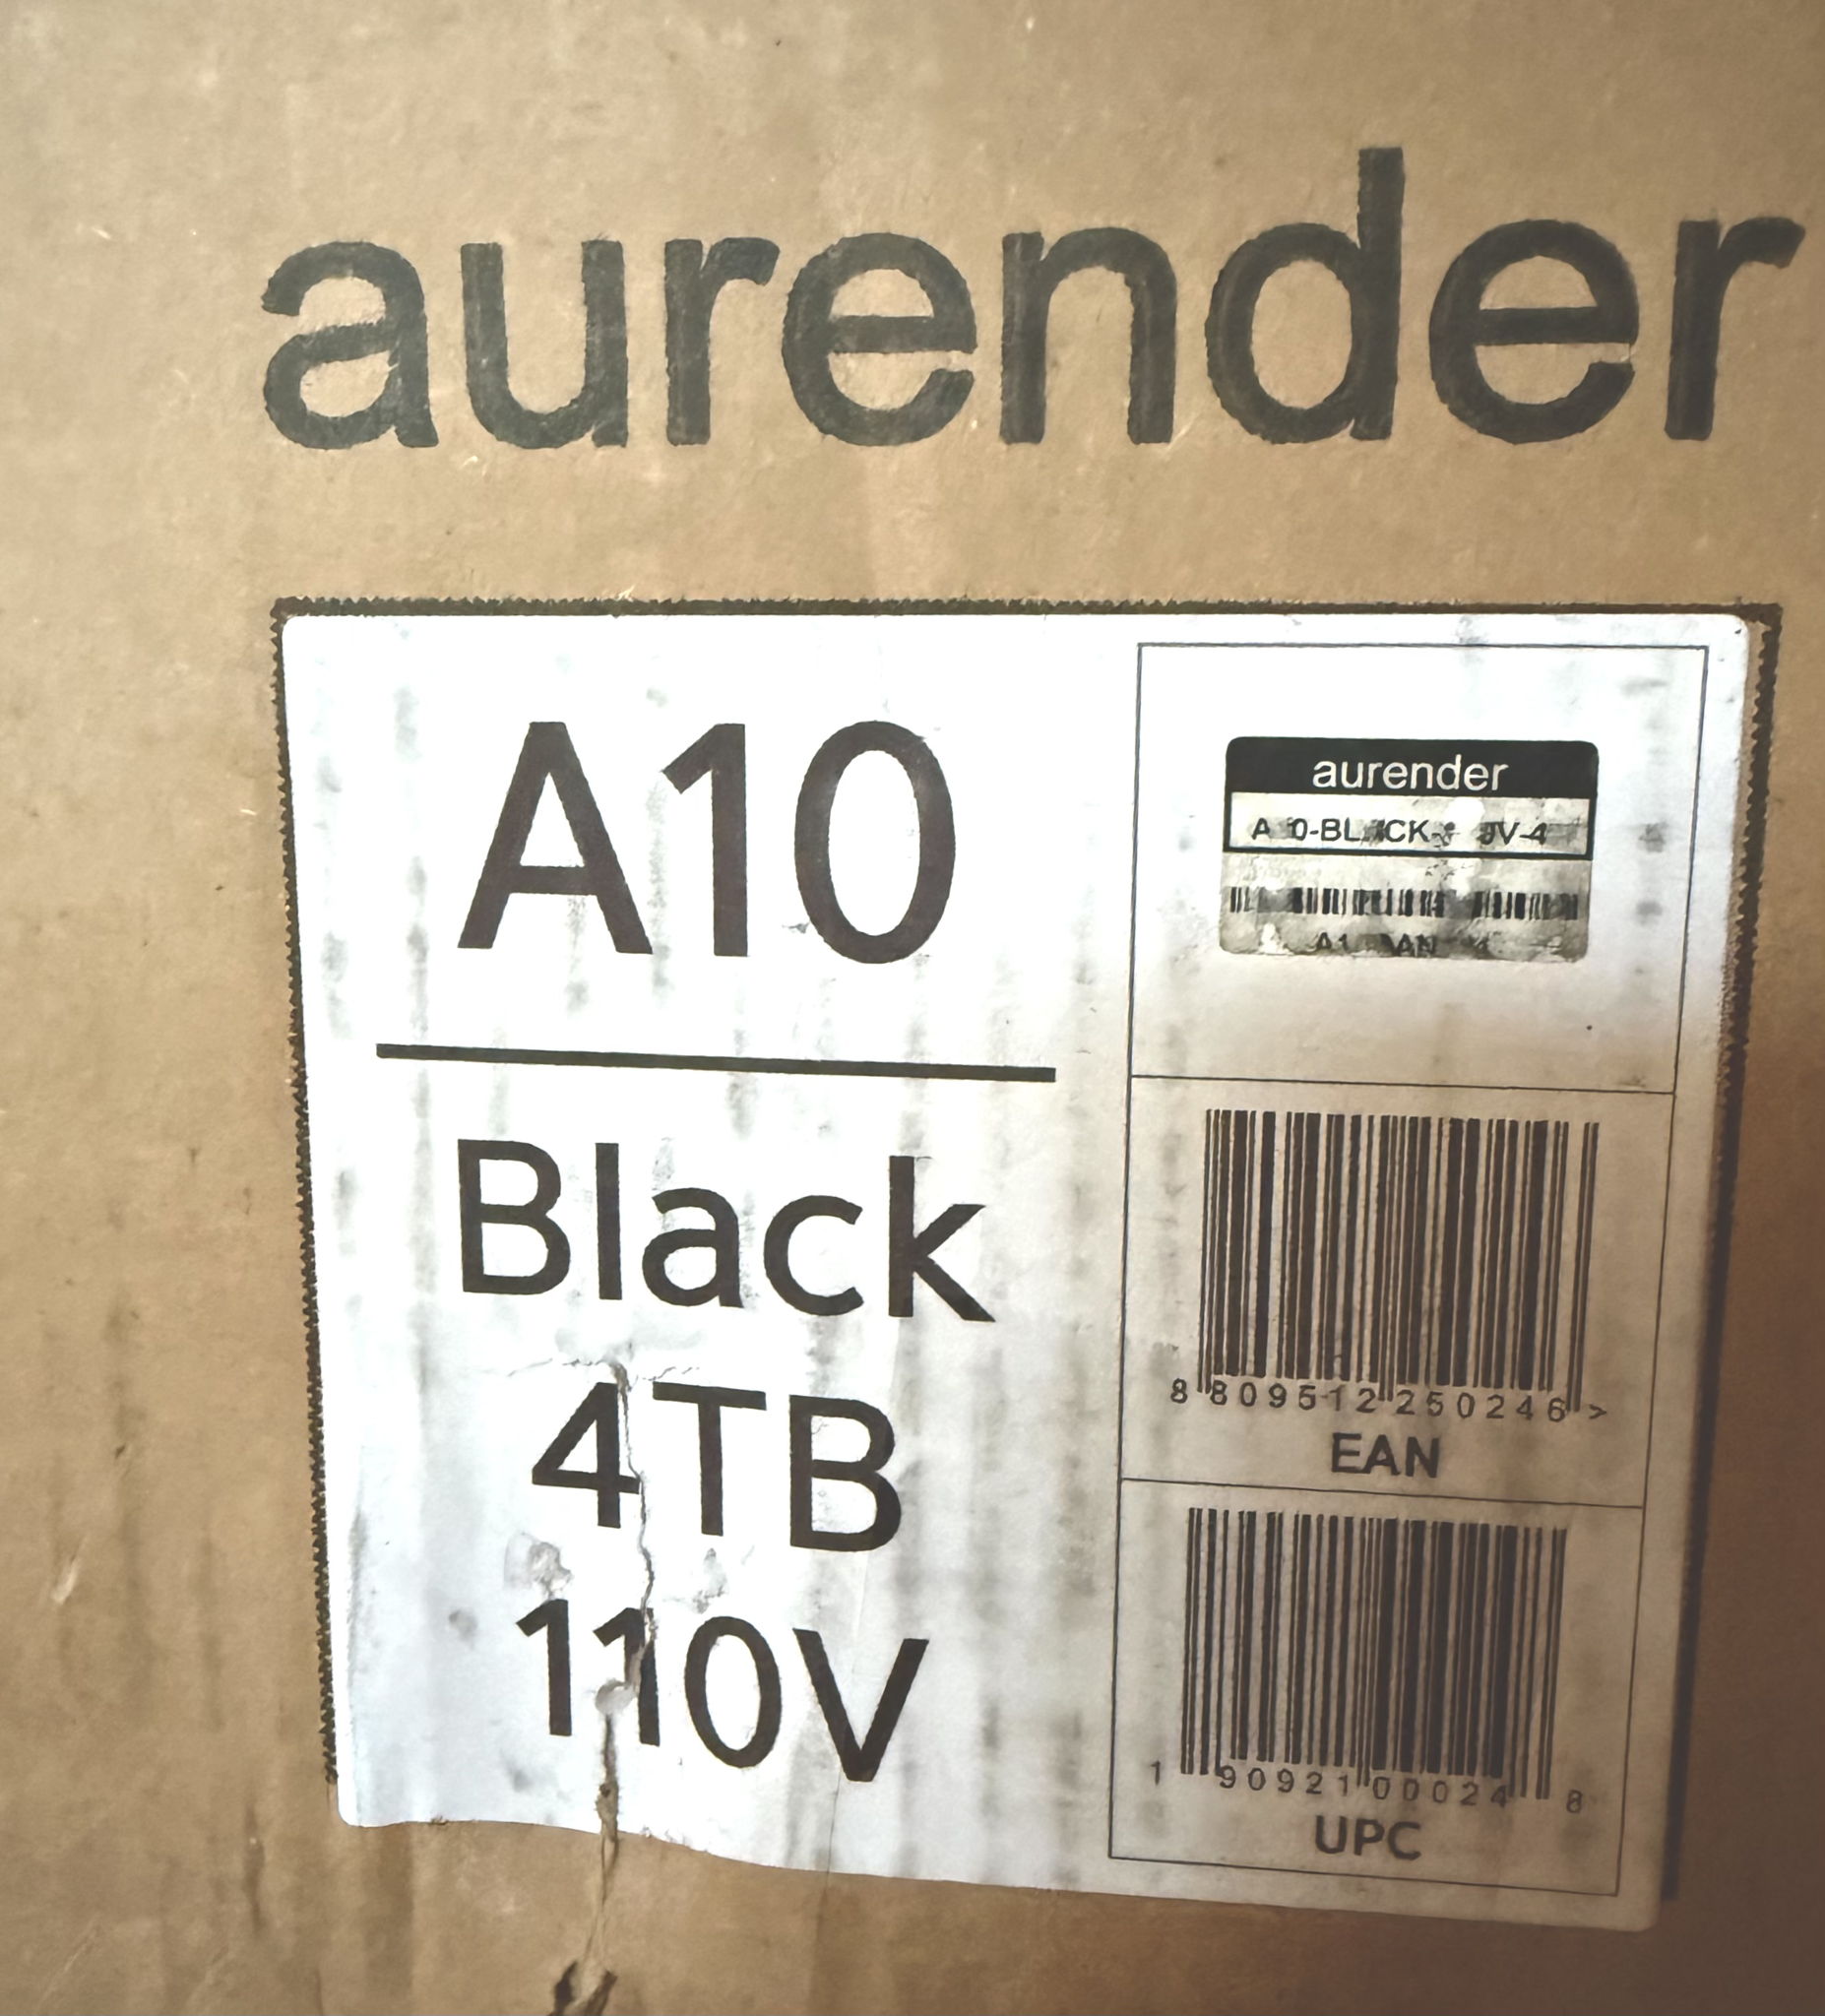 aurender
A10
Black
4TB
110V
aurender
8 809512 250246 >
EAN
1 90921 00024 8
UPC